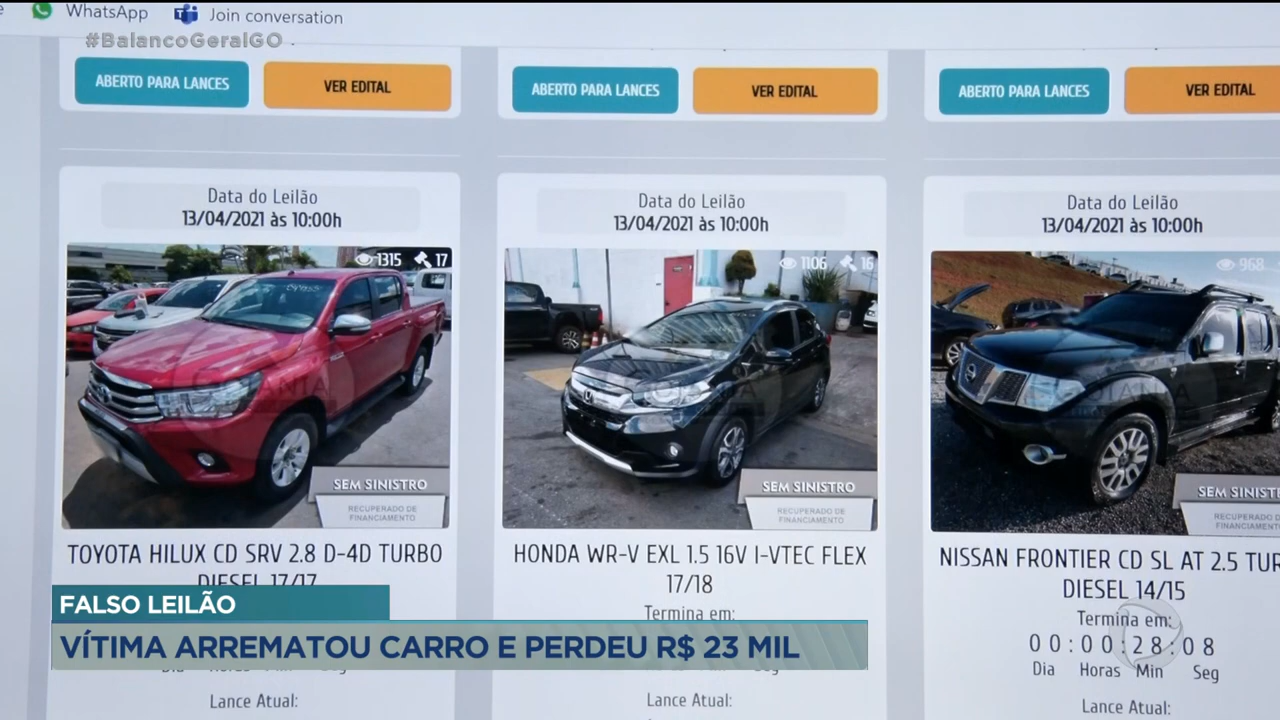 WhatsApp
Join conversation
#BalancoGeralGO
ABERTO PARA LANCES
VER EDITAL
ABERTO PARA LANCES
VER EDITAL
ABERTO PARA LANCES
VER EDITAL
Data do Leilão
13/04/2021 às 10:00h
1315 17
SEM SINISTRO
RECUPERADO DE
FINANCIAMENTO
TOYOTA HILUX CD SRV 2.8 D-4D TURBO
DIESEL 17/17
Lance Atual:
Data do Leilão
13/04/2021 às 10:00h
1106 16
SEM SINISTRO
RECUPERADO DE
FINANCIAMENTO
HONDA WR-V EXL 1.5 16V I-VTEC FLEX
17/18
Termina em:
Lance Atual:
Data do Leilão
13/04/2021 às 10:00h
968
SEM SINIST
RECUPERADO D
FINANCIAMENT
NISSAN FRONTIER CD SL AT 2.5 TUR
DIESEL 14/15
Termina em:
00:00:28:08
Dia Horas Min Seg
Lance Atual:
FALSO LEILÃO
VÍTIMA ARREMATOU CARRO E PERDEU R$ 23 MIL